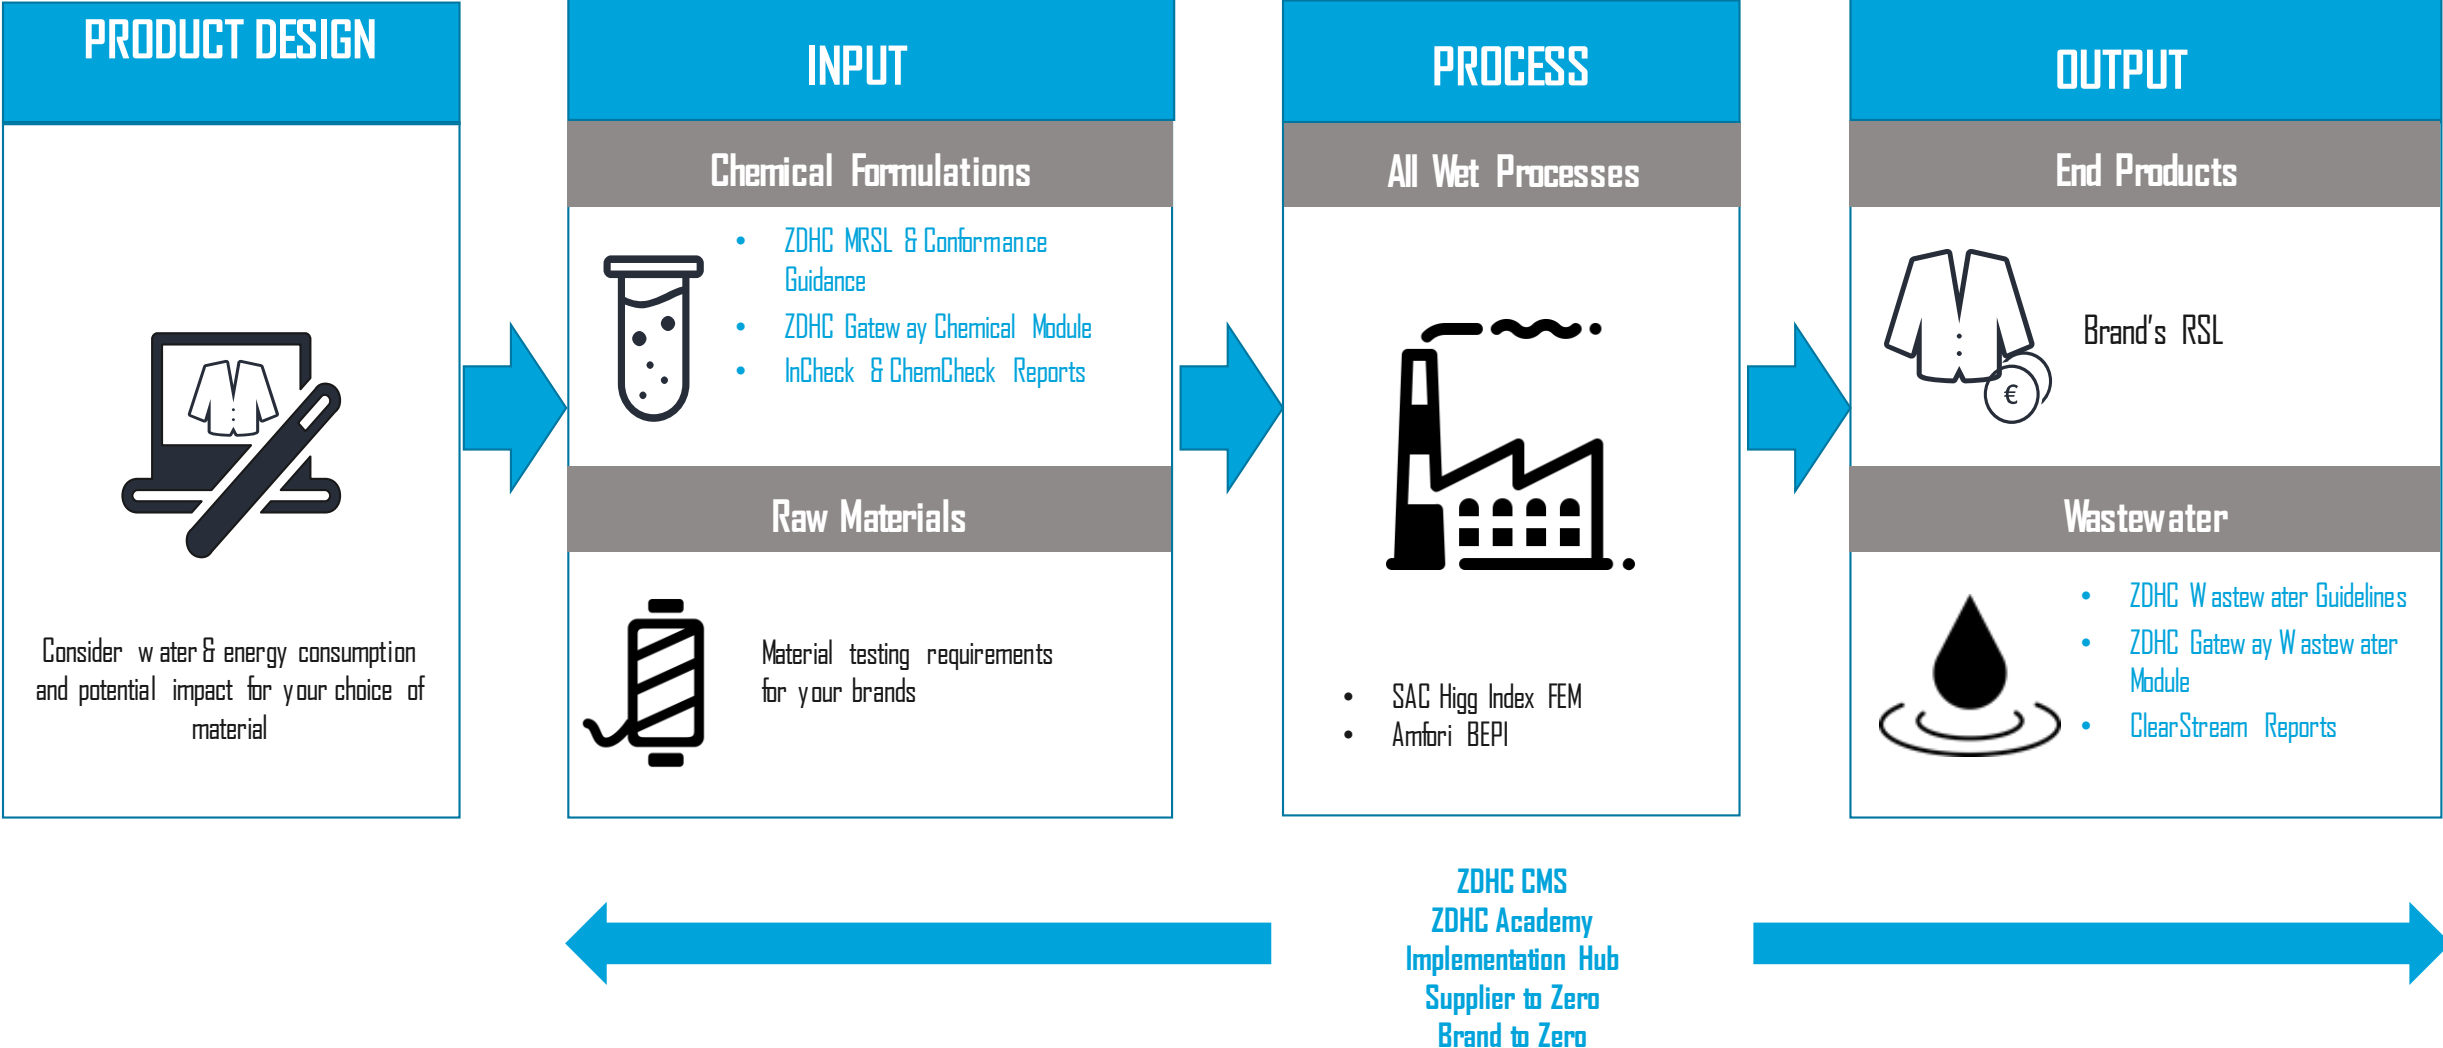 PRODUCT DESIGN
Consider water & energy consumption
and potential impact for your choice of
material
INPUT
Chemical Formulations
• ZDHC MRSL & Conformance
Guidance
• ZDHC Gateway Chemical Module
• InCheck & ChemCheck Reports
Raw Materials
Material testing requirements
for your brands
PROCESS
All Wet Processes
• SAC Higg Index FEM
• Amfori BEPI
OUTPUT
End Products
€
Brand's RSL
Wastewater
• ZDHC Wastewater Guidelines
• ZDHC Gateway Wastewater
Module
• ClearStream Reports
ZDHC CMS
ZDHC Academy
Implementation Hub
Supplier to Zero
Brand to Zero